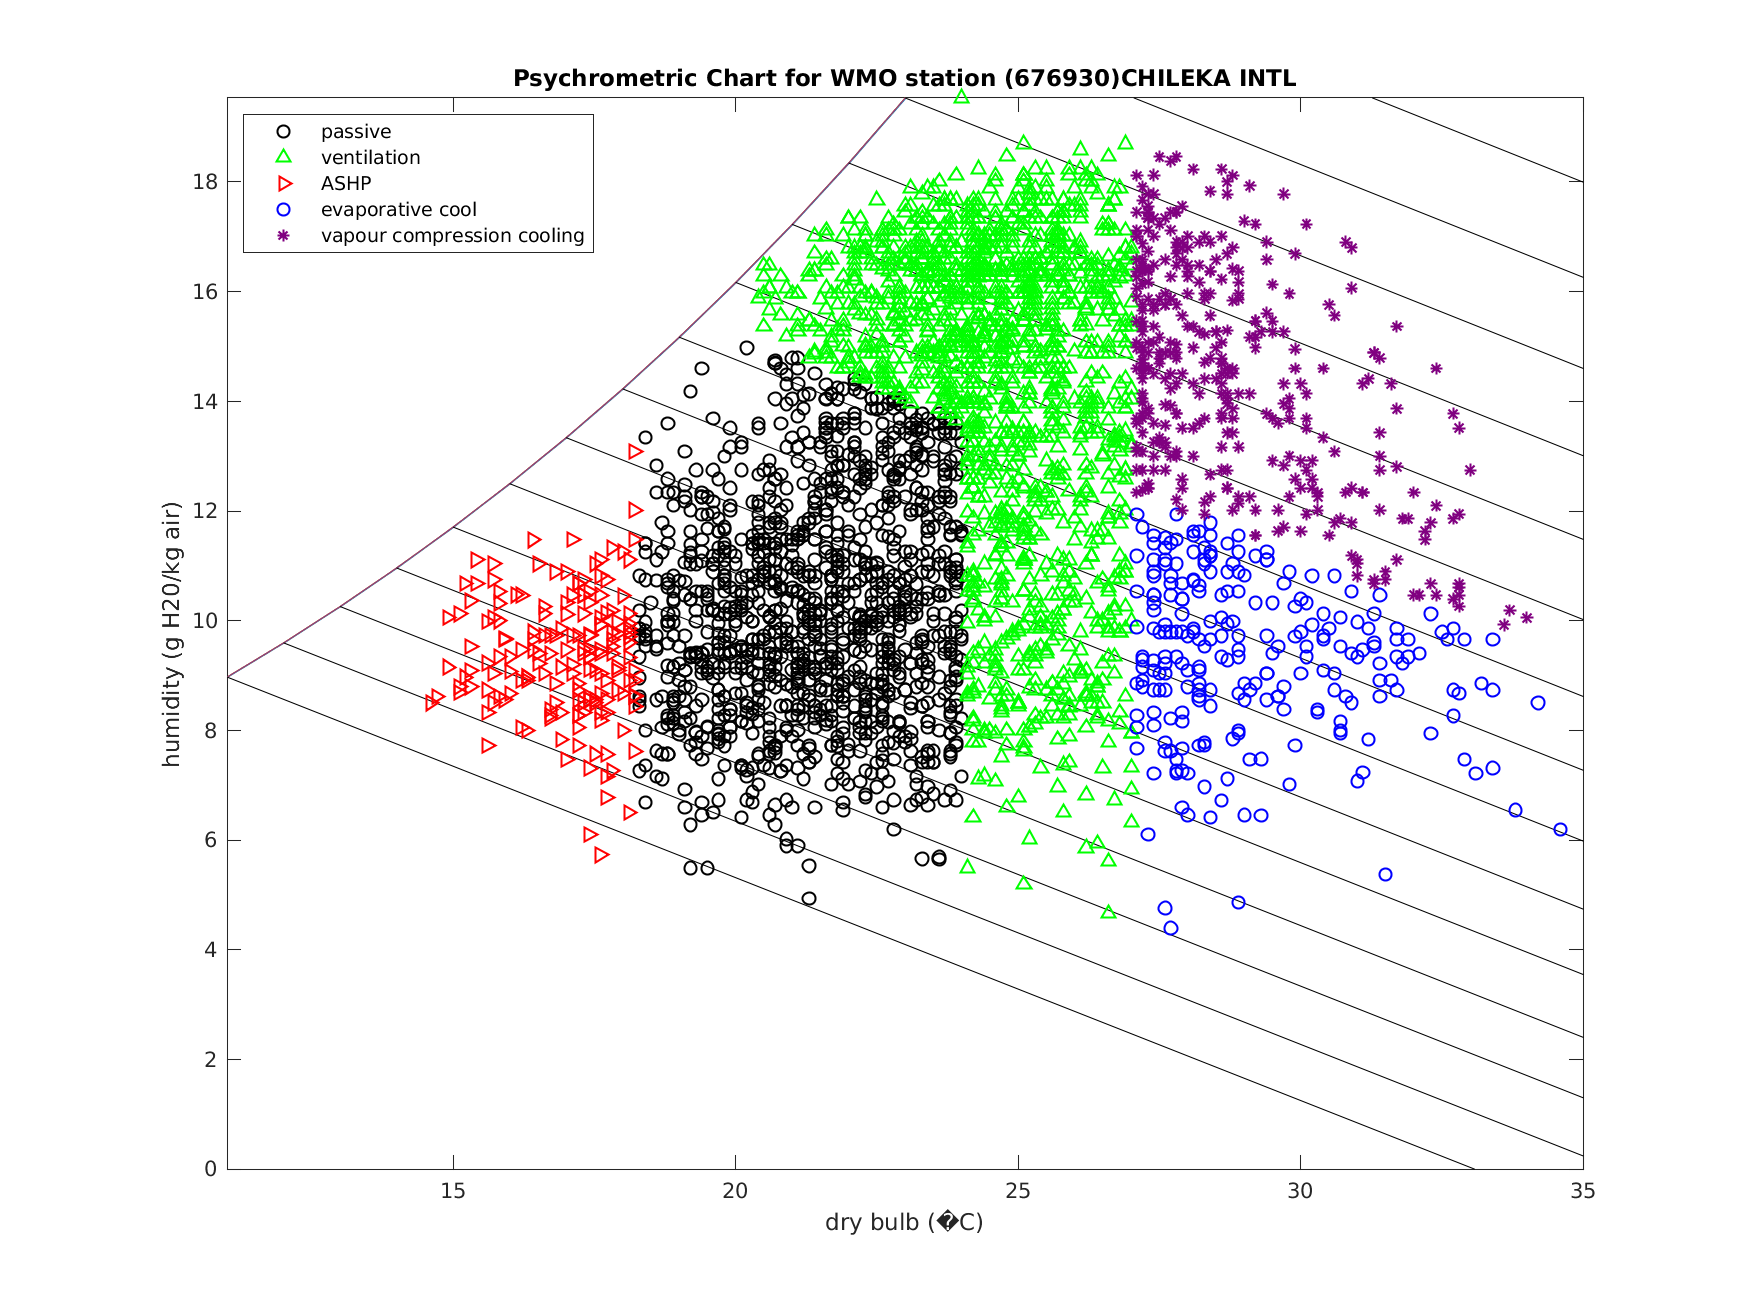 Psychrometric Chart for WMO station (676930)CHILEKA INTL
passive
ventilation
ASHP
evaporative cool
vapour compression cooling
humidity (g H20/kg air)
18
16
14
12
10
8
6
4
2
0
15 20 25 30 35
dry bulb (�C)